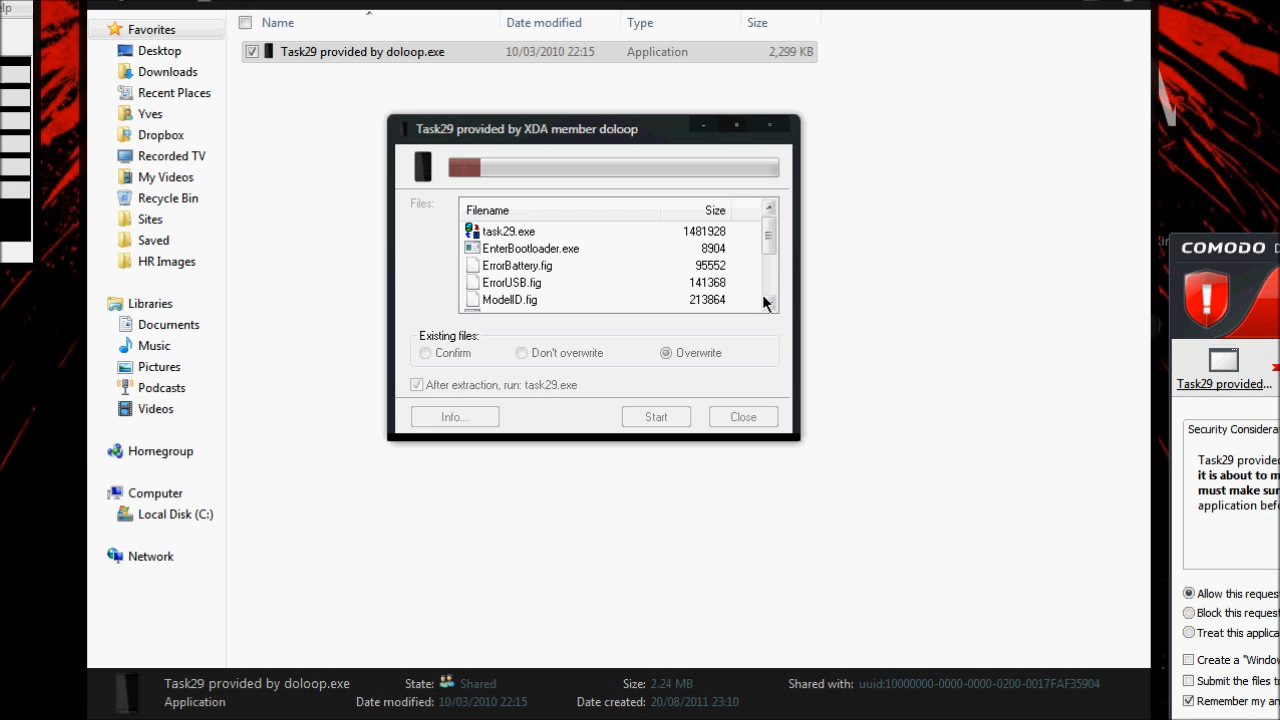 lp
Name Date modified Type Size
Favorites
Desktop
Task29 provided by doloop.exe 10/03/2010 22:15 Application 2,299 KB
Downloads
Recent Places
Yves
Dropbox
Recorded TV
My Videos
Recycle Bin
Sites
Saved
HR Images
Libraries
Documents
Music
Pictures
Podcasts
Videos
Homegroup
Computer
Local Disk (C:)
Network
Task29 provided by XDA member doloop
Files:
Filename Size
task29.exe 1481928
EnterBootloader.exe 8904
ErrorBattery.fig 95552
ErrorUSB.fig 141368
ModelID.fig 213864
Existing files:
Confirm Don't overwrite Overwrite
After extraction, run: task29.exe
Info... Start Close
COMODO
Task29 provided...
Security Considera
Task29 provide
it is about to m
must make sur
application befo
Allow this reques
Block this reques
Treat this applica
Create a "Window
Submit the files to
Remember my an
Task29 provided by doloop.exe State: Shared Size: 2.24 MB Shared with: uuid:10000000-0000-0000-0200-0017FAF35904
Application Date modified: 10/03/2010 22:15 Date created: 20/08/2011 23:10